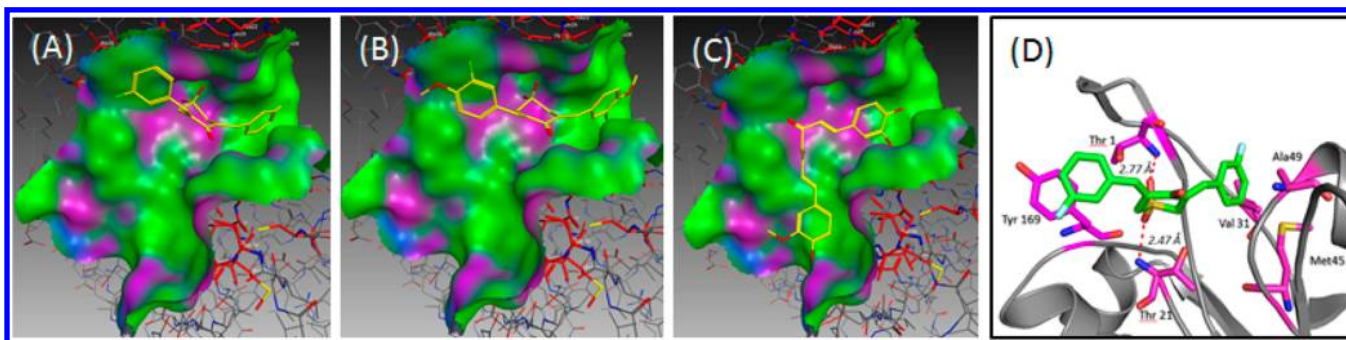 (A)
(B)
(C)
(D)
Thr 1
2.77 Å
Ala49
Tyr 169
Val 31
2.47 Å
Met45
Thr 21